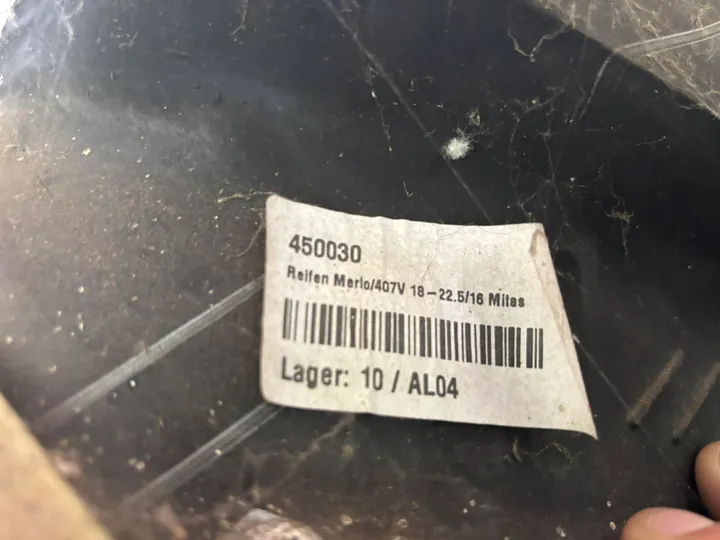 450030
Reifen Merlo/407V 18-22.5/16 Mitas
Lager: 10 / AL04